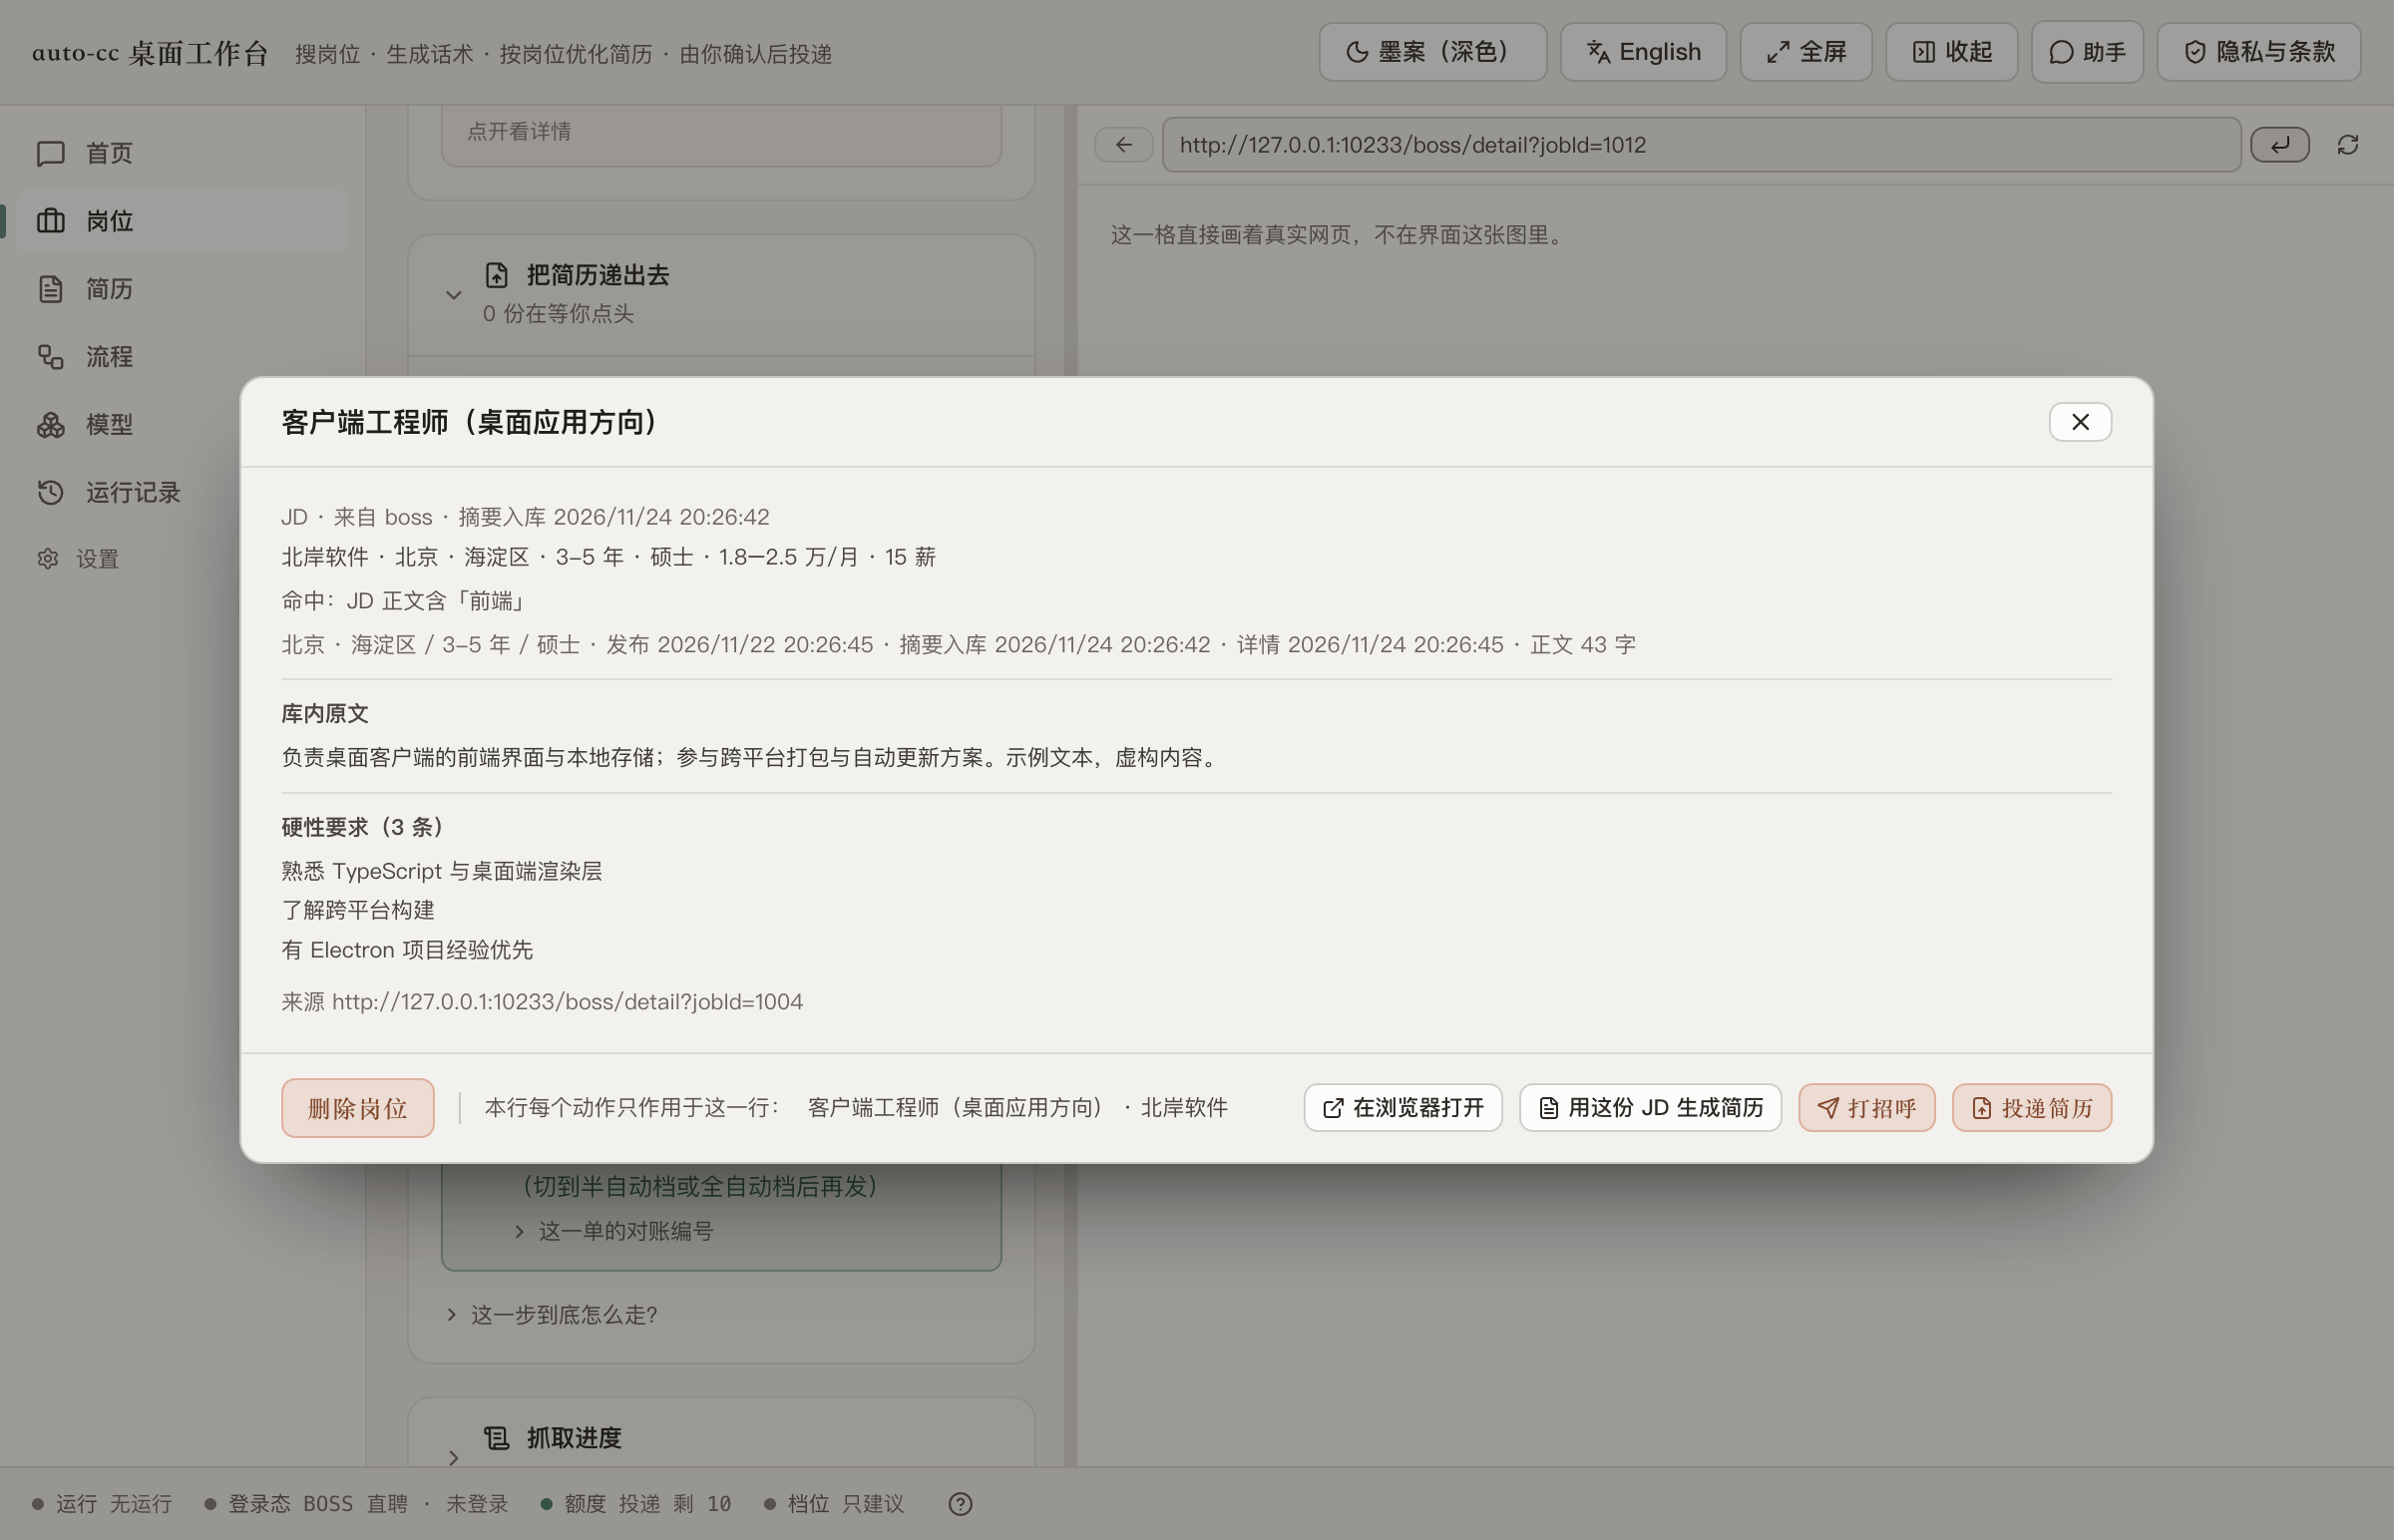 auto-cc 桌面工作台
搜岗位 · 生成话术 · 按岗位优化简历 · 由你确认后投递
墨案（深色）
English
全屏
收起
助手
隐私与条款
首页
岗位
简历
流程
模型
运行记录
设置
点开看详情
把简历递出去
0 份在等你点头
http://127.0.0.1:10233/boss/detail?jobId=1012
这一格直接画着真实网页，不在界面这张图里。
客户端工程师（桌面应用方向）
JD · 来自 boss · 摘要入库 2026/11/24 20:26:42
北岸软件 · 北京 · 海淀区 · 3–5 年 · 硕士 · 1.8—2.5 万/月 · 15 薪
命中：JD 正文含「前端」
北京 · 海淀区 / 3–5 年 / 硕士 · 发布 2026/11/22 20:26:45 · 摘要入库 2026/11/24 20:26:42 · 详情 2026/11/24 20:26:45 · 正文 43 字
库内原文
负责桌面客户端的前端界面与本地存储；参与跨平台打包与自动更新方案。示例文本，虚构内容。
硬性要求（3 条）
熟悉 TypeScript 与桌面端渲染层
了解跨平台构建
有 Electron 项目经验优先
来源 http://127.0.0.1:10233/boss/detail?jobId=1004
删除岗位
本行每个动作只作用于这一行： 客户端工程师（桌面应用方向） · 北岸软件
在浏览器打开
用这份 JD 生成简历
打招呼
投递简历
（切到半自动档或全自动档后再发）
这一单的对账编号
这一步到底怎么走？
抓取进度
运行 无运行
登录态 BOSS 直聘 · 未登录
额度 投递 剩 10
档位 只建议